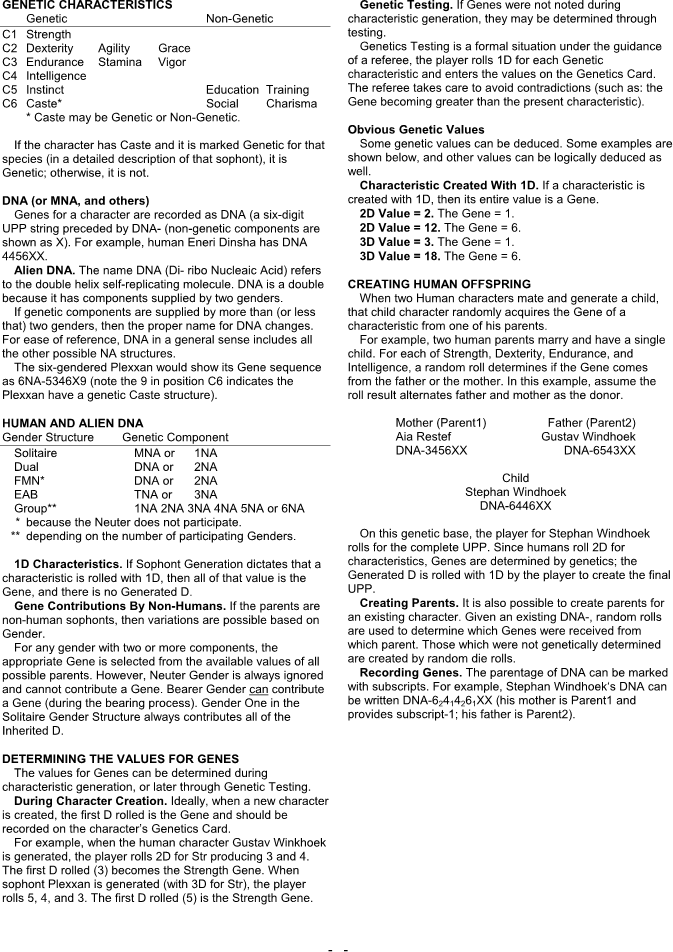 GENETIC CHARACTERISTICS
Genetic Non-Genetic
C1 Strength
C2 Dexterity Agility Grace
C3 Endurance Stamina Vigor
C4 Intelligence
C5 Instinct Education Training
C6 Caste* Social Charisma
* Caste may be Genetic or Non-Genetic.
If the character has Caste and it is marked Genetic for that
species (in a detailed description of that sophont), it is
Genetic; otherwise, it is not.
DNA (or MNA, and others)
Genes for a character are recorded as DNA (a six-digit
UPP string preceded by DNA- (non-genetic components are
shown as X). For example, human Eneri Dinsha has DNA
4456XX.
Alien DNA. The name DNA (Di- ribo Nucleaic Acid) refers
to the double helix self-replicating molecule. DNA is a double
because it has components supplied by two genders.
If genetic components are supplied by more than (or less
that) two genders, then the proper name for DNA changes.
For ease of reference, DNA in a general sense includes all
the other possible NA structures.
The six-gendered Plexxan would show its Gene sequence
as 6NA-5346X9 (note the 9 in position C6 indicates the
Plexxan have a genetic Caste structure).
HUMAN AND ALIEN DNA
Gender Structure Genetic Component
Solitaire MNA or 1NA
Dual DNA or 2NA
FMN* DNA or 2NA
EAB TNA or 3NA
Group** 1NA 2NA 3NA 4NA 5NA or 6NA
* because the Neuter does not participate.
** depending on the number of participating Genders.
1D Characteristics. If Sophont Generation dictates that a
characteristic is rolled with 1D, then all of that value is the
Gene, and there is no Generated D.
Gene Contributions By Non-Humans. If the parents are
non-human sophonts, then variations are possible based on
Gender.
For any gender with two or more components, the
appropriate Gene is selected from the available values of all
possible parents. However, Neuter Gender is always ignored
and cannot contribute a Gene. Bearer Gender can contribute
a Gene (during the bearing process). Gender One in the
Solitaire Gender Structure always contributes all of the
Inherited D.
DETERMINING THE VALUES FOR GENES
The values for Genes can be determined during
characteristic generation, or later through Genetic Testing.
During Character Creation. Ideally, when a new character
is created, the first D rolled is the Gene and should be
recorded on the character's Genetics Card.
For example, when the human character Gustav Winkhoek
is generated, the player rolls 2D for Str producing 3 and 4.
The first D rolled (3) becomes the Strength Gene. When
sophont Plexxan is generated (with 3D for Str), the player
rolls 5, 4, and 3. The first D rolled (5) is the Strength Gene.
Genetic Testing. If Genes were not noted during
characteristic generation, they may be determined through
testing.
Genetics Testing is a formal situation under the guidance
of a referee, the player rolls 1D for each Genetic
characteristic and enters the values on the Genetics Card.
The referee takes care to avoid contradictions (such as: the
Gene becoming greater than the present characteristic).
Obvious Genetic Values
Some genetic values can be deduced. Some examples are
shown below, and other values can be logically deduced as
well.
Characteristic Created With 1D. If a characteristic is
created with 1D, then its entire value is a Gene.
2D Value = 2. The Gene = 1.
2D Value = 12. The Gene = 6.
3D Value = 3. The Gene = 1.
3D Value = 18. The Gene = 6.
CREATING HUMAN OFFSPRING
When two Human characters mate and generate a child,
that child character randomly acquires the Gene of a
characteristic from one of his parents.
For example, two human parents marry and have a single
child. For each of Strength, Dexterity, Endurance, and
Intelligence, a random roll determines if the Gene comes
from the father or the mother. In this example, assume the
roll result alternates father and mother as the donor.
Mother (Parent1) Father (Parent2)
Aia Restef Gustav Windhoek
DNA-3456XX DNA-6543XX
Child
Stephan Windhoek
DNA-6446XX
On this genetic base, the player for Stephan Windhoek
rolls for the complete UPP. Since humans roll 2D for
characteristics, Genes are determined by genetics; the
Generated D is rolled with 1D by the player to create the final
UPP.
Creating Parents. It is also possible to create parents for
an existing character. Given an existing DNA-, random rolls
are used to determine which Genes were received from
which parent. Those which were not genetically determined
are created by random die rolls.
Recording Genes. The parentage of DNA can be marked
with subscripts. For example, Stephan Windhoek's DNA can
be written DNA-6₂4₁4₂6₁XX (his mother is Parent1 and
provides subscript-1; his father is Parent2).
- -